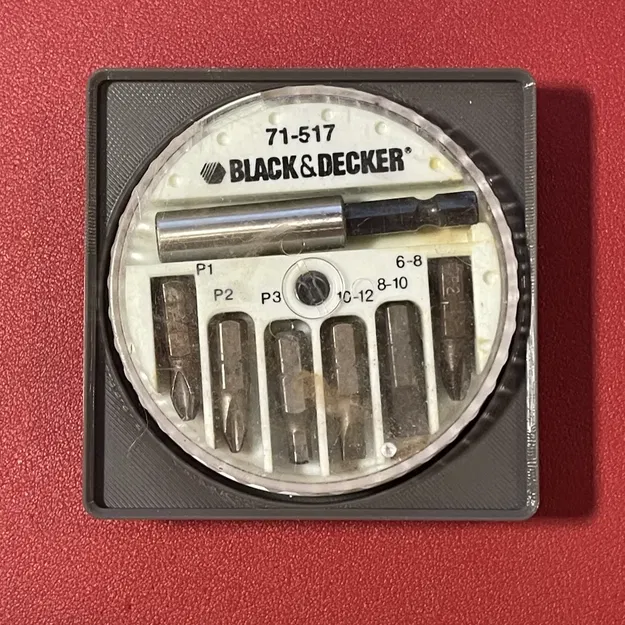 71-517
BLACK&DECKER®
P1
P2
P3
10-12
8-10
6-8